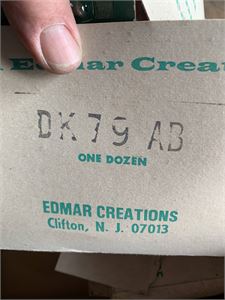 Edmar Crea
DK79 AB
ONE DOZEN
EDMAR CREATIONS
Clifton, N. J. 07013